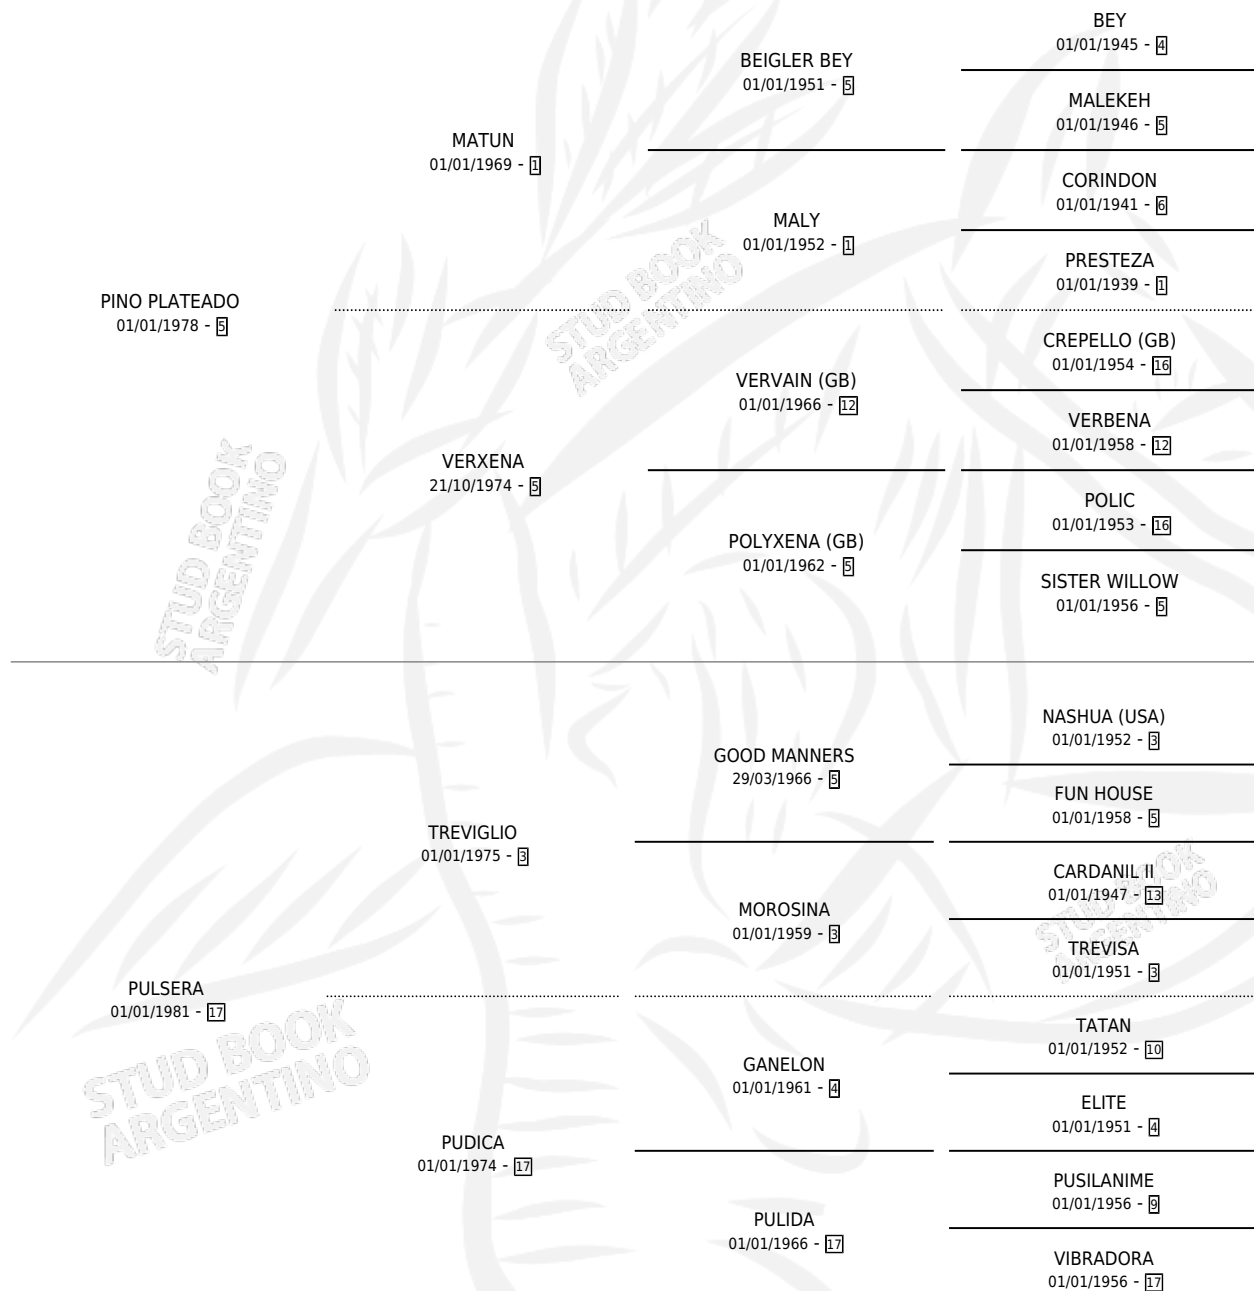 BEY
01/01/1945 - 4
BEIGLER BEY
01/01/1951 - 5
MALEKEH
01/01/1946 - 5
MATUN
01/01/1969 - 1
CORINDON
01/01/1941 - 6
MALY
01/01/1952 - 1
PRESTEZA
01/01/1939 - 1
PINO PLATEADO
01/01/1978 - 5
CREPELLO (GB)
01/01/1954 - 16
VERVAIN (GB)
01/01/1966 - 12
VERBENA
01/01/1958 - 12
VERXENA
21/10/1974 - 5
POLIC
01/01/1953 - 16
POLYXENA (GB)
01/01/1962 - 5
SISTER WILLOW
01/01/1956 - 5
NASHUA (USA)
01/01/1952 - 3
GOOD MANNERS
29/03/1966 - 5
FUN HOUSE
01/01/1958 - 5
TREVIGLIO
01/01/1975 - 3
CARDANIL II
01/01/1947 - 13
MOROSINA
01/01/1959 - 3
TREVISA
01/01/1951 - 3
PULSERA
01/01/1981 - 17
TATAN
01/01/1952 - 10
GANELON
01/01/1961 - 4
ELITE
01/01/1951 - 4
PUDICA
01/01/1974 - 17
PUSILANIME
01/01/1956 - 9
PULIDA
01/01/1966 - 17
VIBRADORA
01/01/1956 - 17
STUD BOOK
ARGENTINO
STUD BOOK
ARGENTINO
STUD BOOK
ARGENTINO
STUD BOOK
ARGENTINO